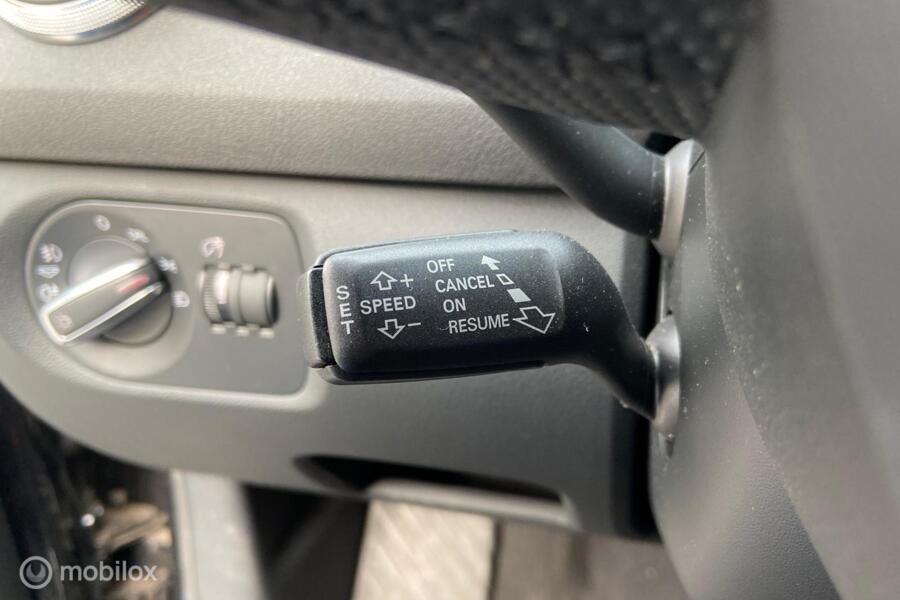 OFF
+
CANCEL
SPEED
ON
SET
−
RESUME
mobilox